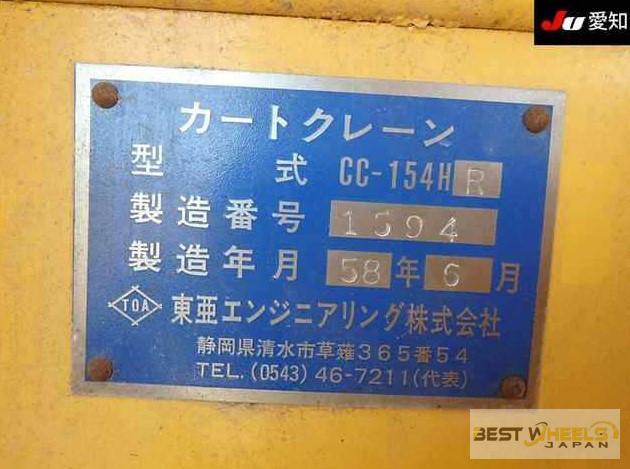 JU 愛知
カートクレーン
型式 CC-154H R
製造番号 1594
製造年月 58年6月
TOA 東亜エンジニアリング株式会社
静岡県清水市草薙365番54
TEL.(0543)46-7211(代表)
BEST WHEELS
JAPAN